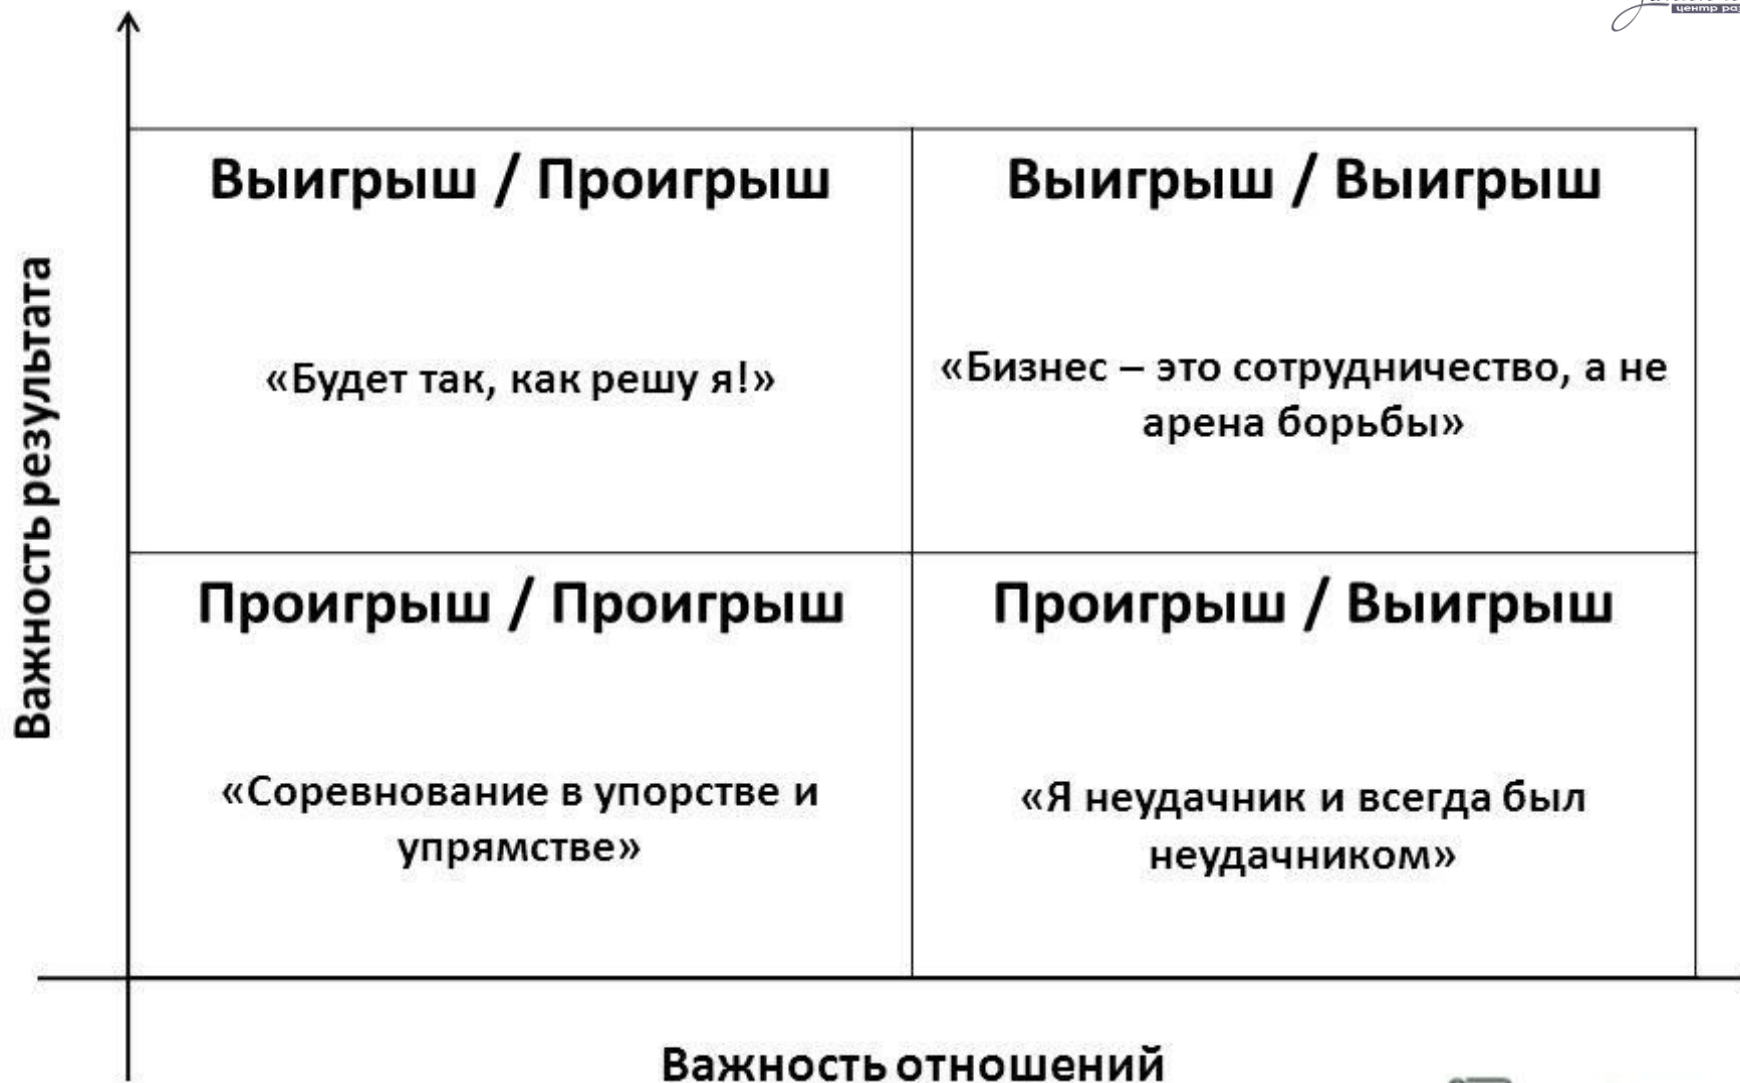 центр
Выигрыш / Проигрыш
Выигрыш / Выигрыш
«Будет так, как решу я!»
«Бизнес – это сотрудничество, а не
арена борьбы»
Важность результата
Проигрыш / Проигрыш
Проигрыш / Выигрыш
«Соревнование в упорстве и
упрямстве»
«Я неудачник и всегда был
неудачником»
Важность отношений